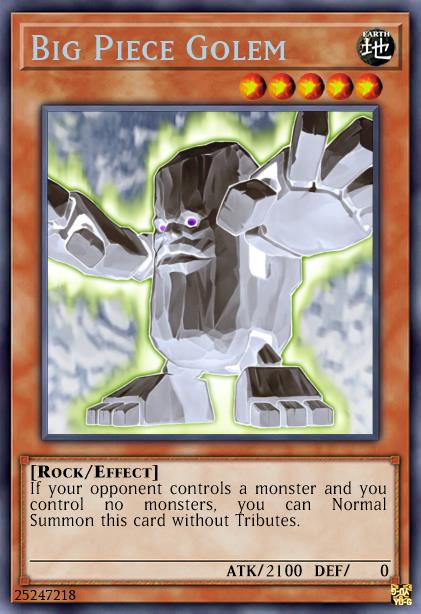 BIG PIECE GOLEM
EARTH
地
[ROCK/EFFECT]
If your opponent controls a monster and you
control no monsters, you can Normal
Summon this card without Tributes.
ATK/2100 DEF/ 0
25247218